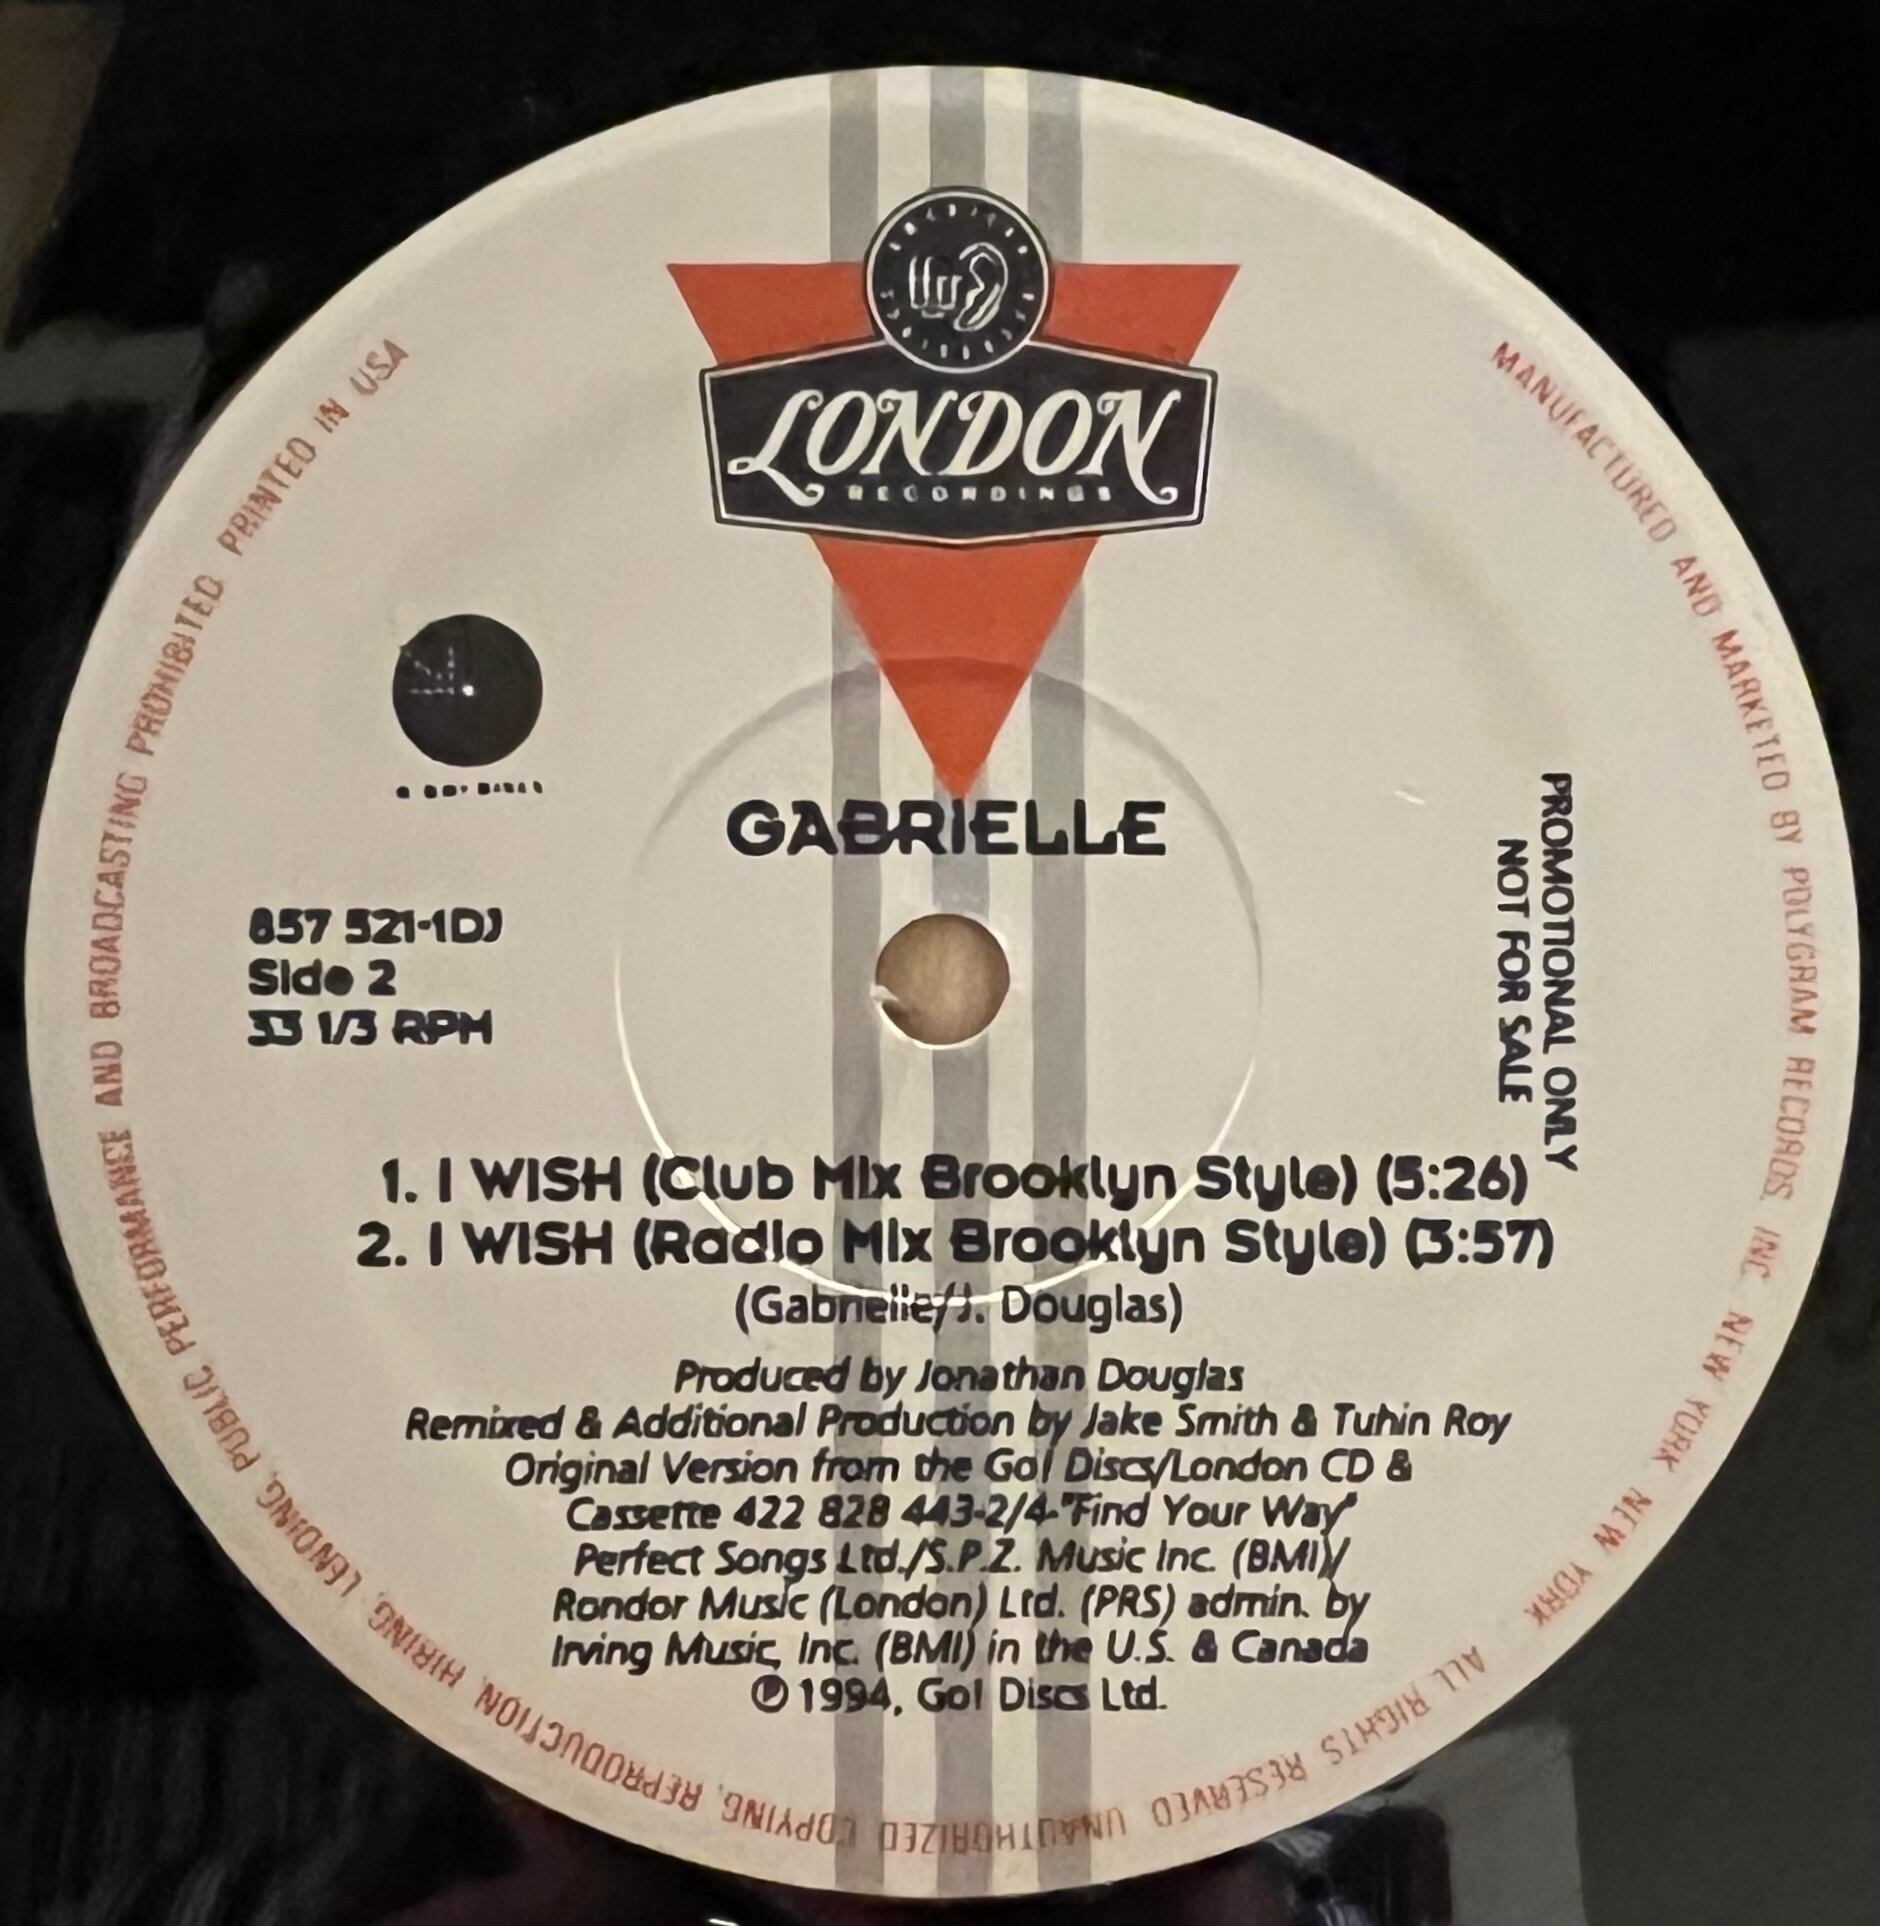 LONDON
RECORDINGS
GABRIELLE
857 521-1DJ
Side 2
33 1/3 RPM
PROMOTIONAL ONLY
NOT FOR SALE
1. I WISH (Club Mix Brooklyn Style) (5:26)
2. I WISH (Radio Mix Brooklyn Style) (3:57)
(Gabrielle/J. Douglas)
Produced by Jonathan Douglas
Remixed & Additional Production by Jake Smith & Tuhin Roy
Original Version from the Go! Discs/London CD &
Cassette 422 828 443-2/4-"Find Your Way"
Perfect Songs Ltd./S.P.Z. Music Inc. (BMI)/
Rondor Music (London) Ltd. (PRS) admin. by
Irving Music, Inc. (BMI) in the U.S. & Canada
℗ 1994, Go! Discs Ltd.
MANUFACTURED AND MARKETED BY POLYGRAM RECORDS, INC. NEW YORK, NEW YORK ALL RIGHTS RESERVED UNAUTHORIZED COPYING, REPRODUCTION, HIRING, LENDING, PUBLIC PERFORMANCE AND BROADCASTING PROHIBITED PRINTED IN USA